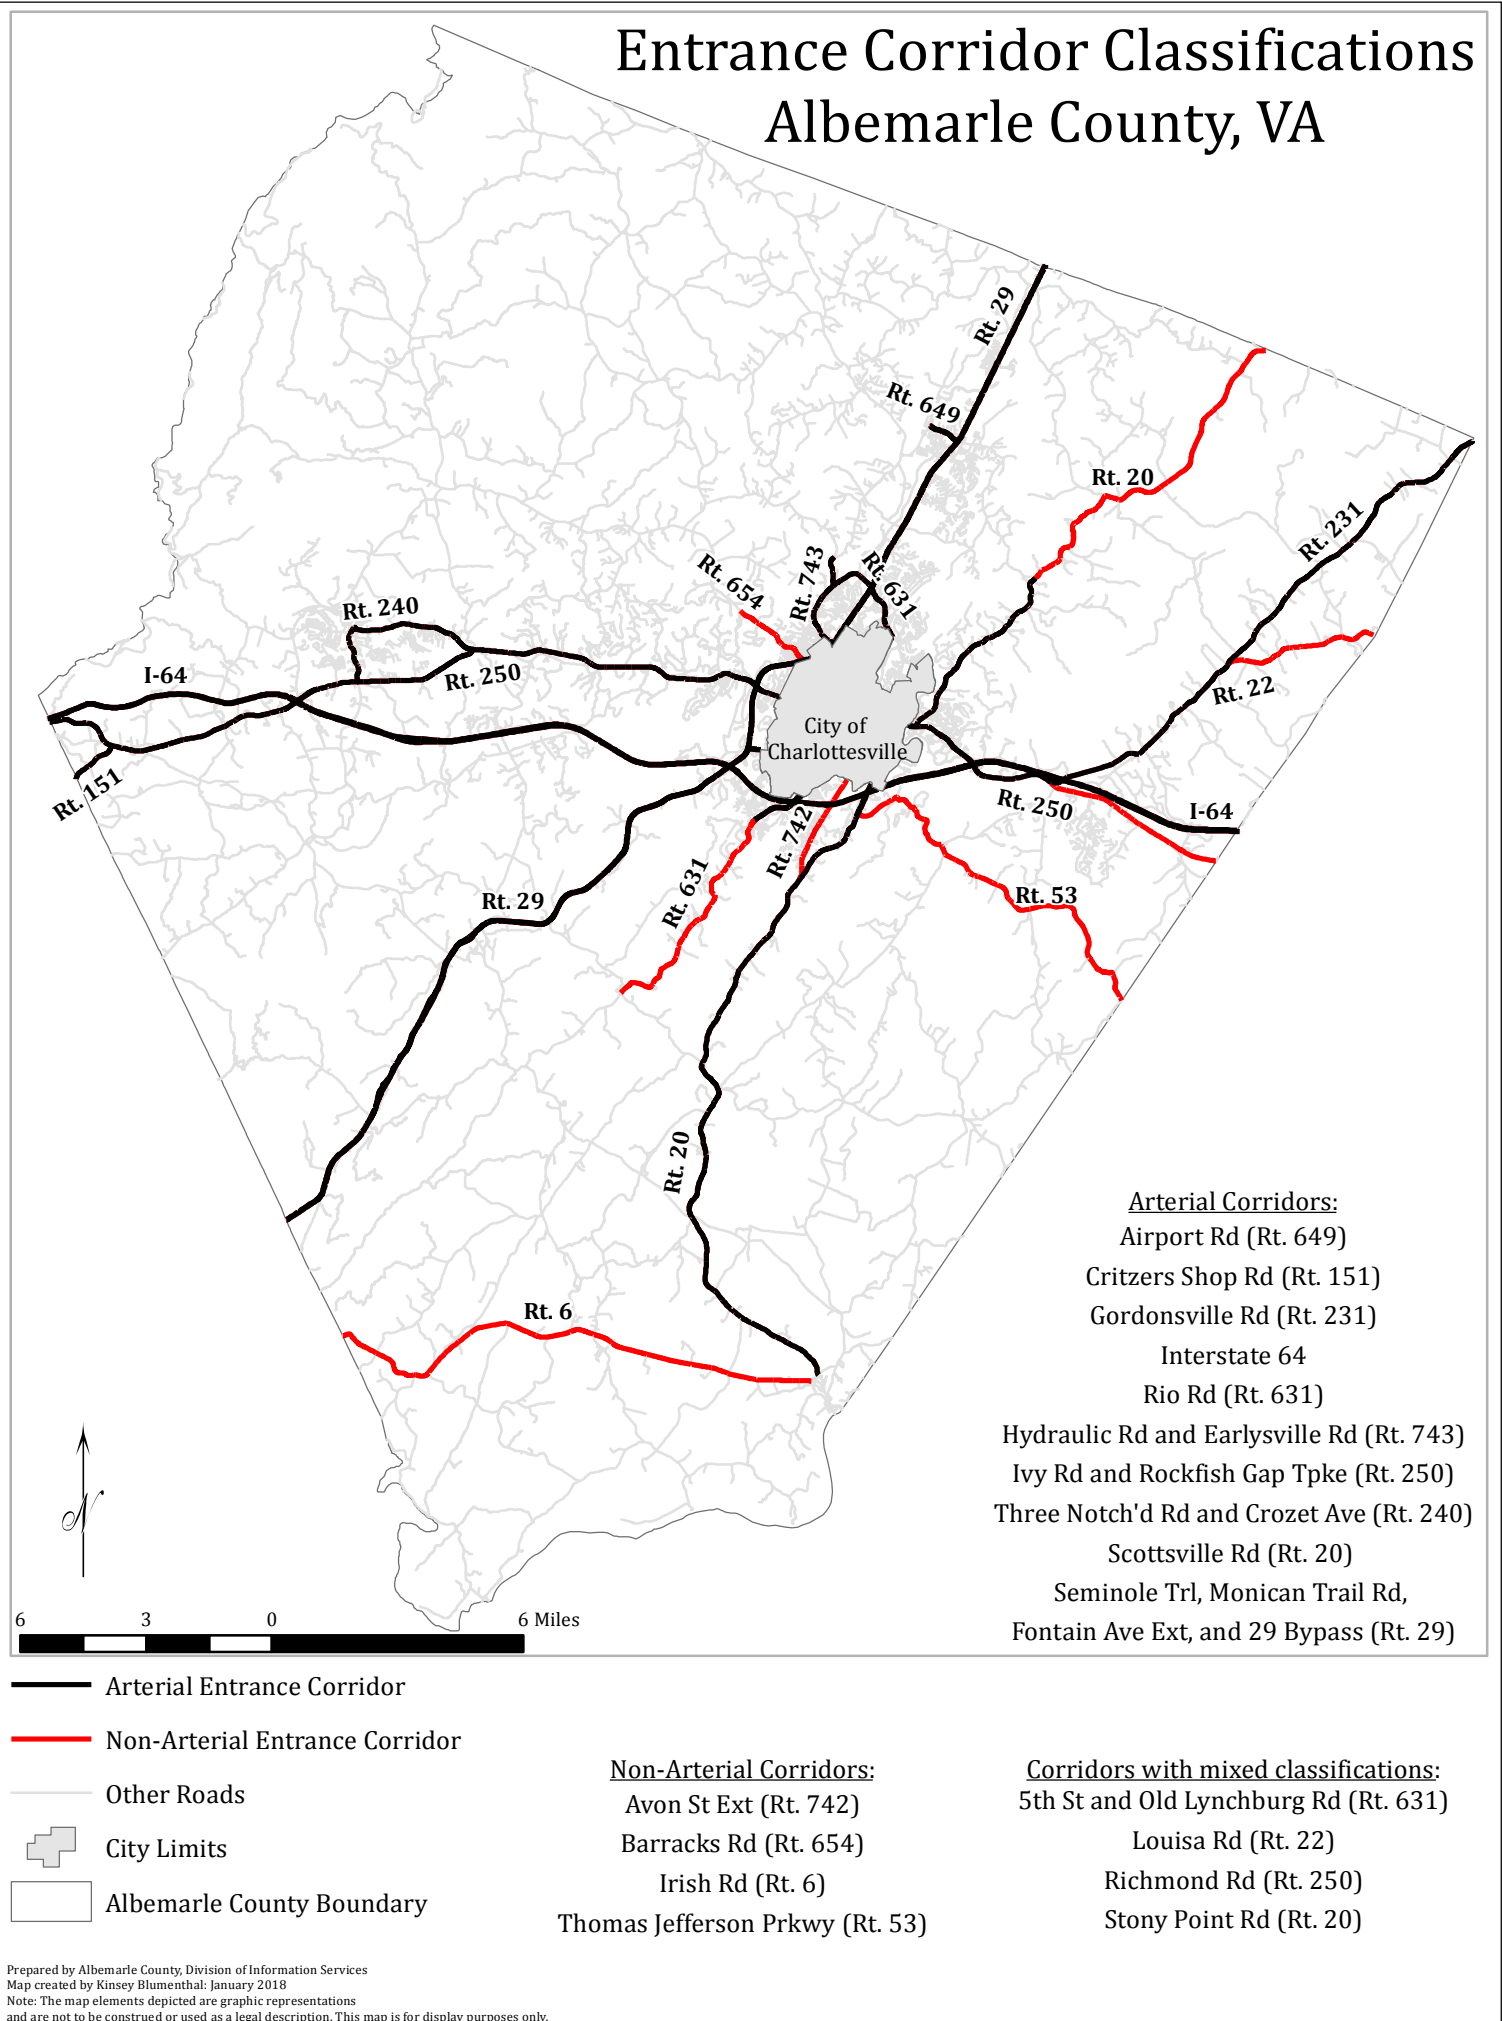 Entrance Corridor Classifications
Albemarle County, VA
Rt. 29
Rt. 649
Rt. 20
Rt. 231
Rt. 743
Rt. 631
Rt. 654
Rt. 240
I-64
Rt. 250
Rt. 22
City of
Charlottesville
Rt. 151
Rt. 250
I-64
Rt. 742
Rt. 631
Rt. 29
Rt. 53
Rt. 20
Rt. 6
Arterial Corridors:
Airport Rd (Rt. 649)
Critzers Shop Rd (Rt. 151)
Gordonsville Rd (Rt. 231)
Interstate 64
Rio Rd (Rt. 631)
Hydraulic Rd and Earlysville Rd (Rt. 743)
Ivy Rd and Rockfish Gap Tpke (Rt. 250)
Three Notch'd Rd and Crozet Ave (Rt. 240)
Scottsville Rd (Rt. 20)
Seminole Trl, Monican Trail Rd,
Fontain Ave Ext, and 29 Bypass (Rt. 29)
N
6 3 0 6 Miles
Arterial Entrance Corridor
Non-Arterial Entrance Corridor
Other Roads
City Limits
Albemarle County Boundary
Non-Arterial Corridors:
Avon St Ext (Rt. 742)
Barracks Rd (Rt. 654)
Irish Rd (Rt. 6)
Thomas Jefferson Prkwy (Rt. 53)
Corridors with mixed classifications:
5th St and Old Lynchburg Rd (Rt. 631)
Louisa Rd (Rt. 22)
Richmond Rd (Rt. 250)
Stony Point Rd (Rt. 20)
Prepared by Albemarle County, Division of Information Services
Map created by Kinsey Blumenthal: January 2018
Note: The map elements depicted are graphic representations
and are not to be construed or used as a legal description. This map is for display purposes only.